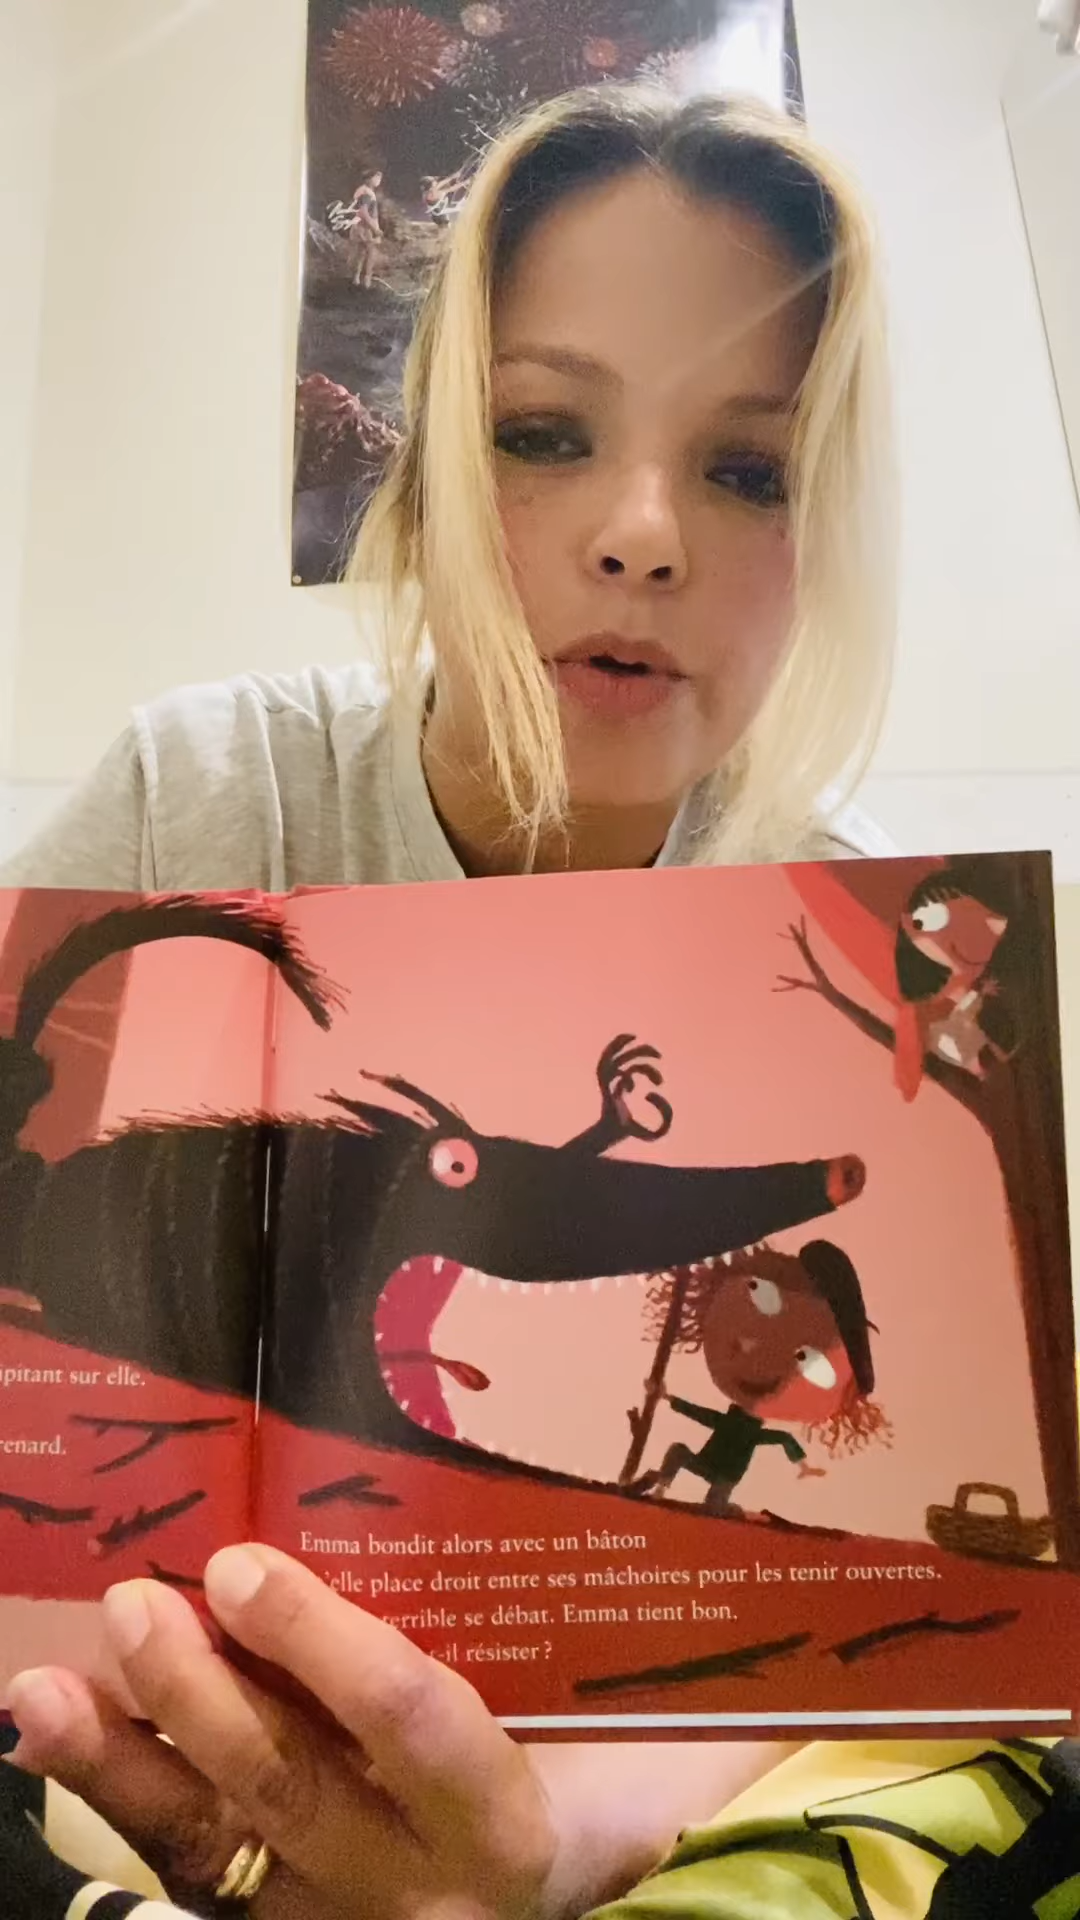 pitant sur elle.
renard.
Emma bondit alors avec un bâton
'elle place droit entre ses mâchoires pour les tenir ouvertes.
terrible se débat. Emma tient bon.
-il résister ?